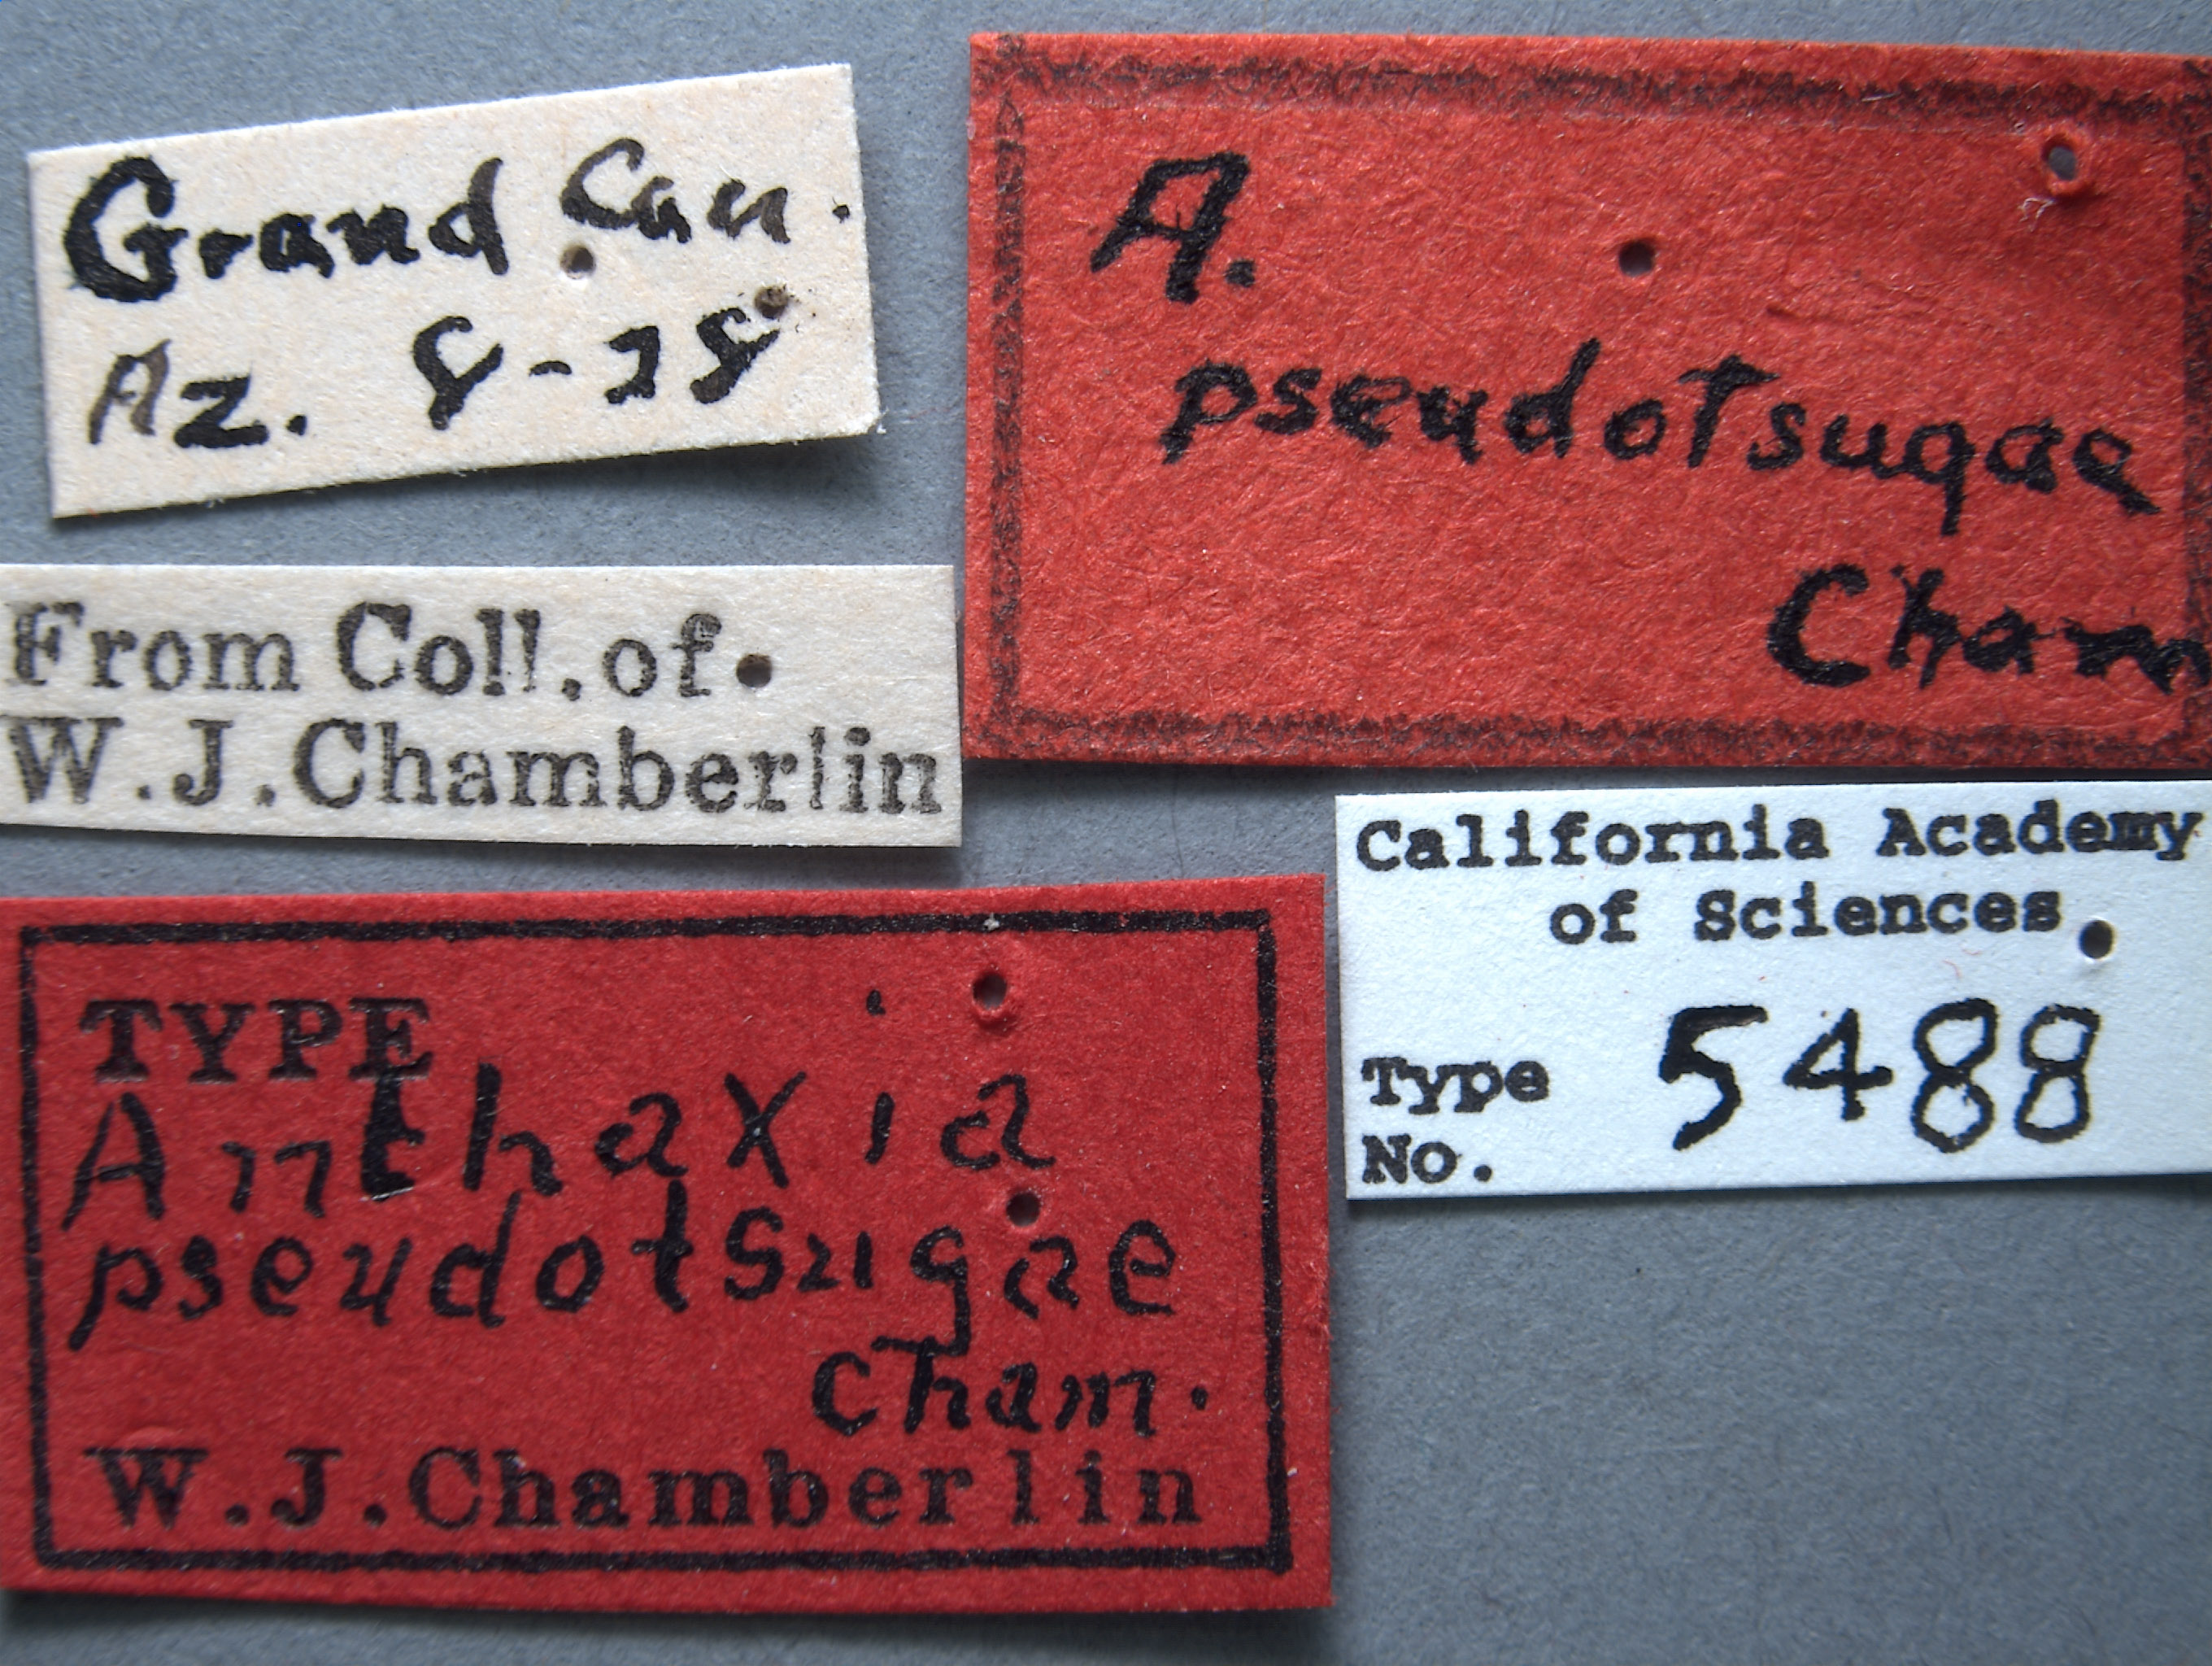 Grand Can.
Az. 8-28
A.
pseudotsugae
Cham
From Coll. of
W.J.Chamberlin
California Academy
of Sciences
Type
No. 5488
TYPE
Anthaxia
pseudotsugae
Cham.
W.J.Chamberlin